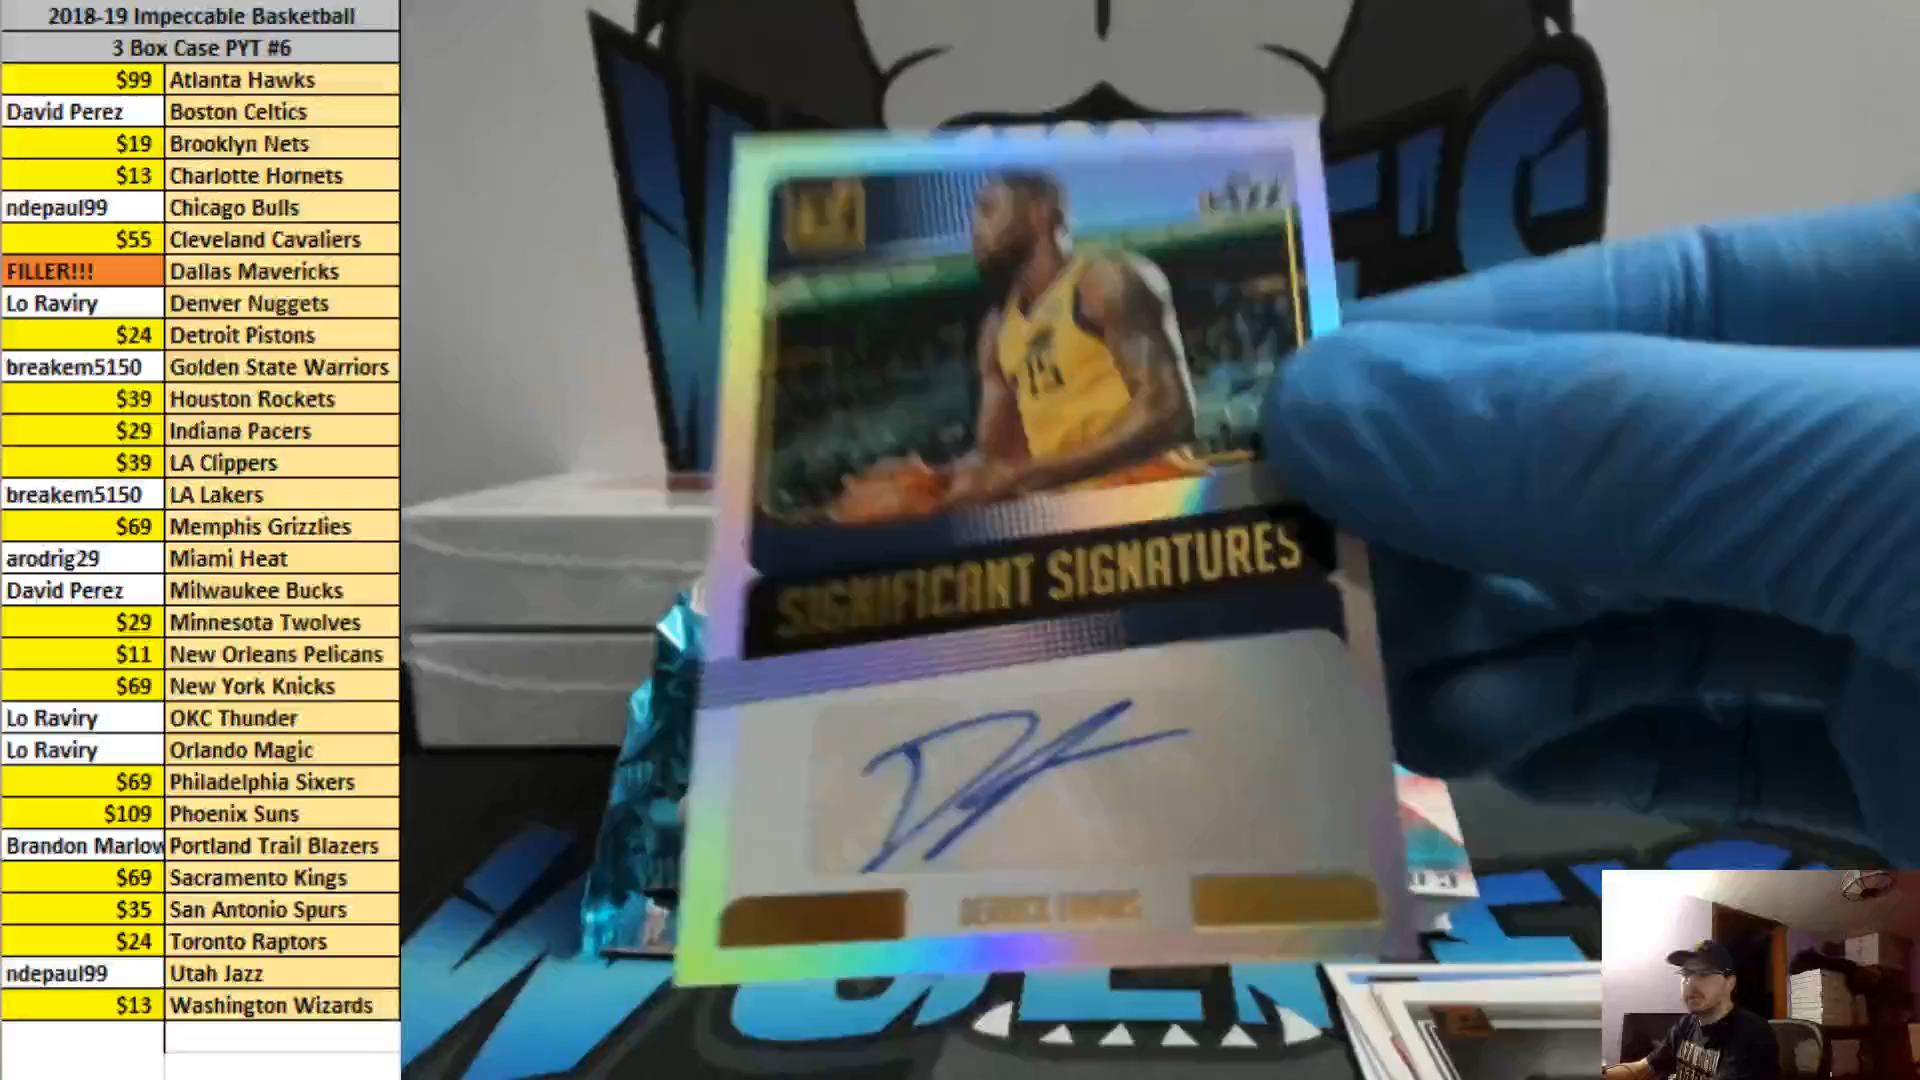 2018-19 Impeccable Basketball
3 Box Case PYT #6
$99 Atlanta Hawks
David Perez Boston Celtics
$19 Brooklyn Nets
$13 Charlotte Hornets
ndepaul99 Chicago Bulls
$55 Cleveland Cavaliers
FILLER!!! Dallas Mavericks
Lo Raviry Denver Nuggets
$24 Detroit Pistons
breakem5150 Golden State Warriors
$39 Houston Rockets
$29 Indiana Pacers
$39 LA Clippers
breakem5150 LA Lakers
$69 Memphis Grizzlies
arodrig29 Miami Heat
David Perez Milwaukee Bucks
$29 Minnesota Twolves
$11 New Orleans Pelicans
$69 New York Knicks
Lo Raviry OKC Thunder
Lo Raviry Orlando Magic
$69 Philadelphia Sixers
$109 Phoenix Suns
Brandon Marlow Portland Trail Blazers
$69 Sacramento Kings
$35 San Antonio Spurs
$24 Toronto Raptors
ndepaul99 Utah Jazz
$13 Washington Wizards
15
SIGNIFICANT SIGNATURES
DERRICK FAVORS